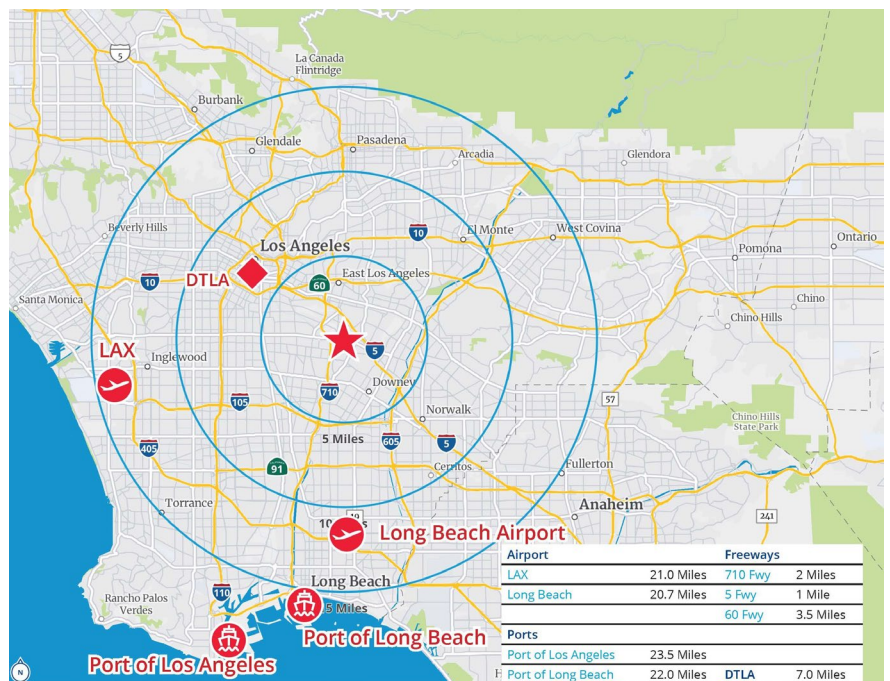 5
La Canada
Flintridge
Burbank
Glendale
Pasadena
Arcadia
Glendora
Beverly Hills
Los Angeles
10
El Monte
West Covina
Pomona
Ontario
DTLA
60
East Los Angeles
10
Santa Monica
Chino
Chino Hills
LAX
Inglewood
5
710
Downey
105
Norwalk
57
Chino Hills
State Park
5 Miles
605
5
405
91
Cerritos
Fullerton
Torrance
Anaheim
241
Long Beach Airport
110
Long Beach
Rancho Palos
Verdes
5 Miles
Port of Long Beach
Port of Los Angeles
N
Airport Freeways
LAX 21.0 Miles 710 Fwy 2 Miles
Long Beach 20.7 Miles 5 Fwy 1 Mile
60 Fwy 3.5 Miles
Ports
Port of Los Angeles 23.5 Miles
Port of Long Beach 22.0 Miles DTLA 7.0 Miles